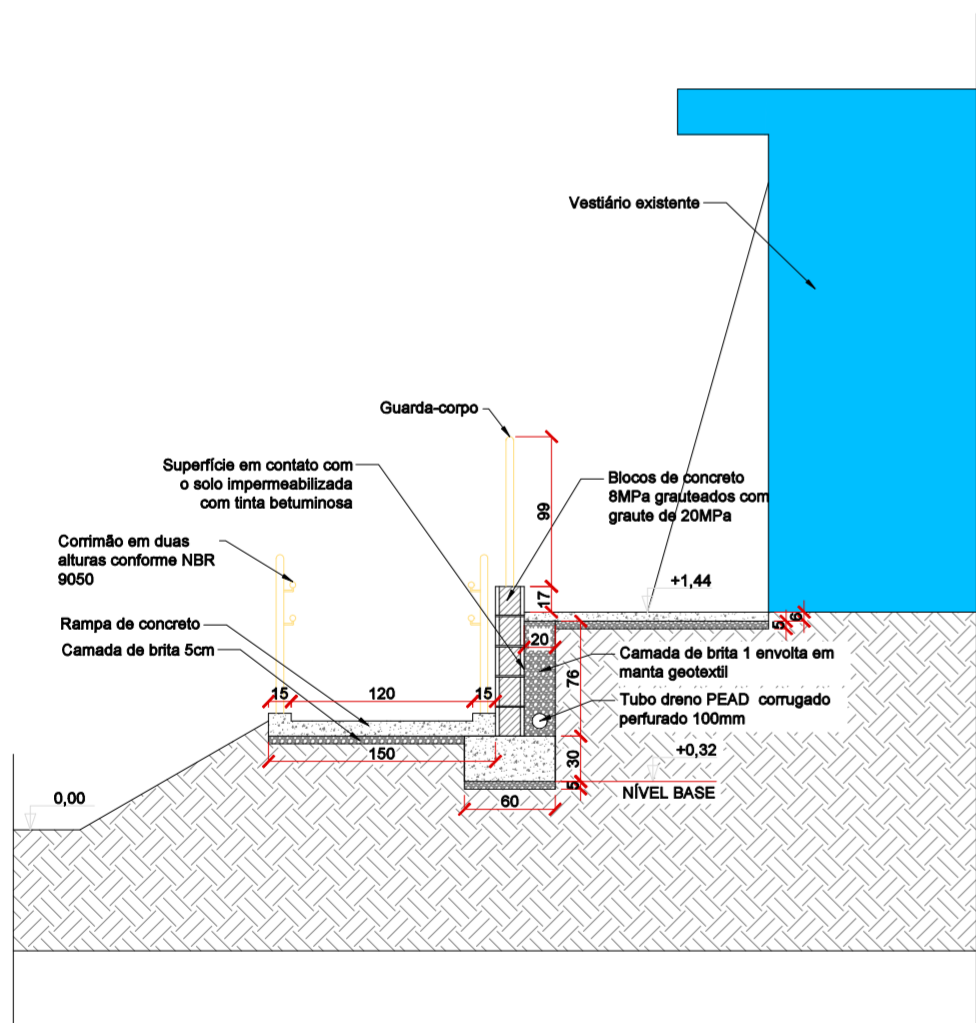 Vestiário existente
Guarda-corpo
Superfície em contato com
o solo impermeabilizada
com tinta betuminosa
Blocos de concreto
8MPa grauteados com
graute de 20MPa
99
Corrimão em duas
alturas conforme NBR
9050
+1,44
17
5
6
Rampa de concreto
Camada de brita 5cm
20
Camada de brita 1 envolta em
manta geotextil
76
15
120
15
Tubo dreno PEAD corrugado
perfurado 100mm
150
+0,32
30
5
NÍVEL BASE
60
0,00